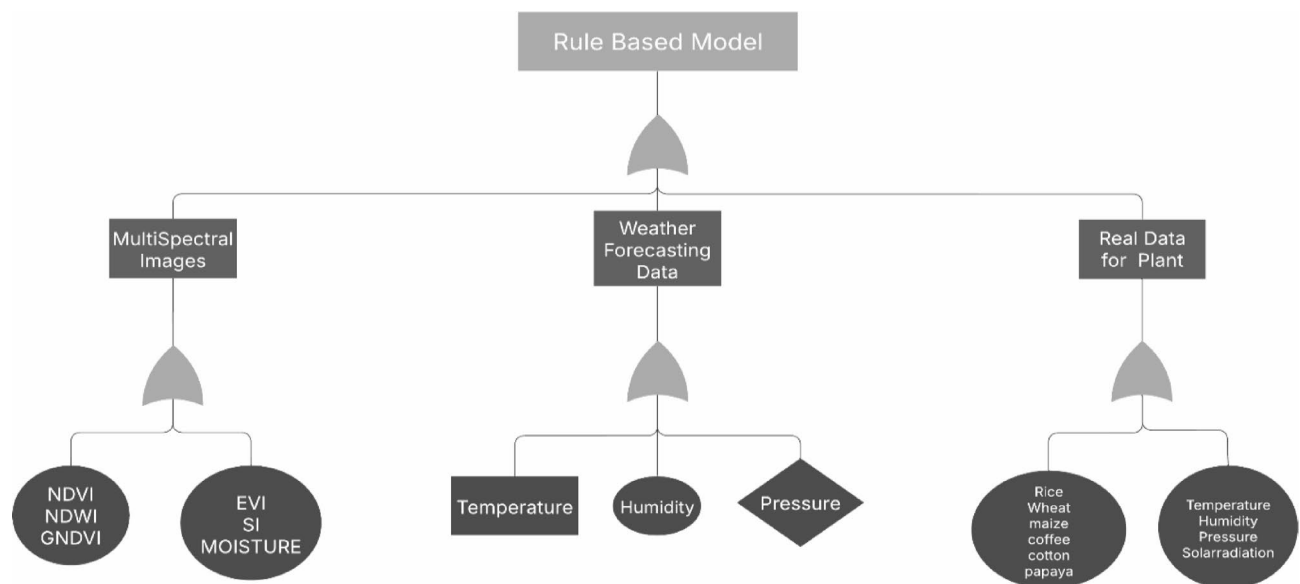 Rule Based Model
MultiSpectral
Images
Weather
Forecasting
Data
Real Data
for Plant
NDVI
NDWI
GNDVI
EVI
SI
MOISTURE
Temperature
Humidity
Pressure
Rice
Wheat
maize
coffee
cotton
papaya
Temperature
Humidity
Pressure
Solarradiation